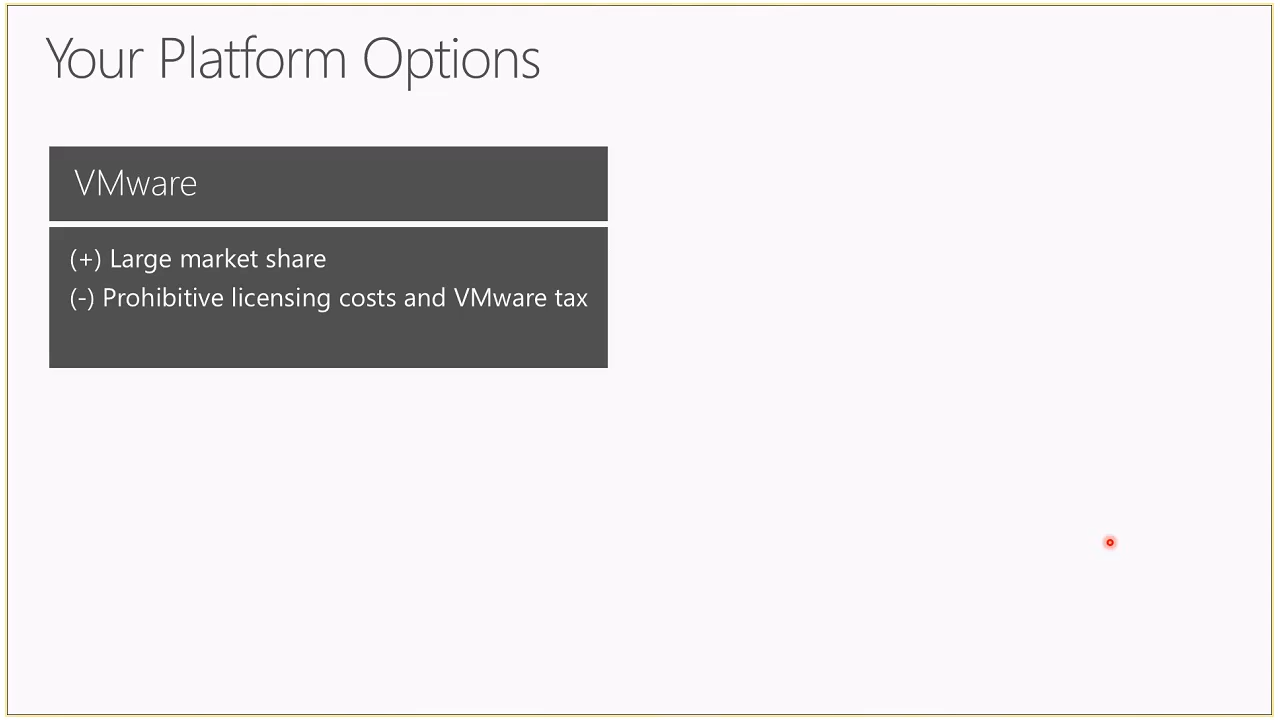 Your Platform Options
VMware
(+) Large market share
(-) Prohibitive licensing costs and VMware tax